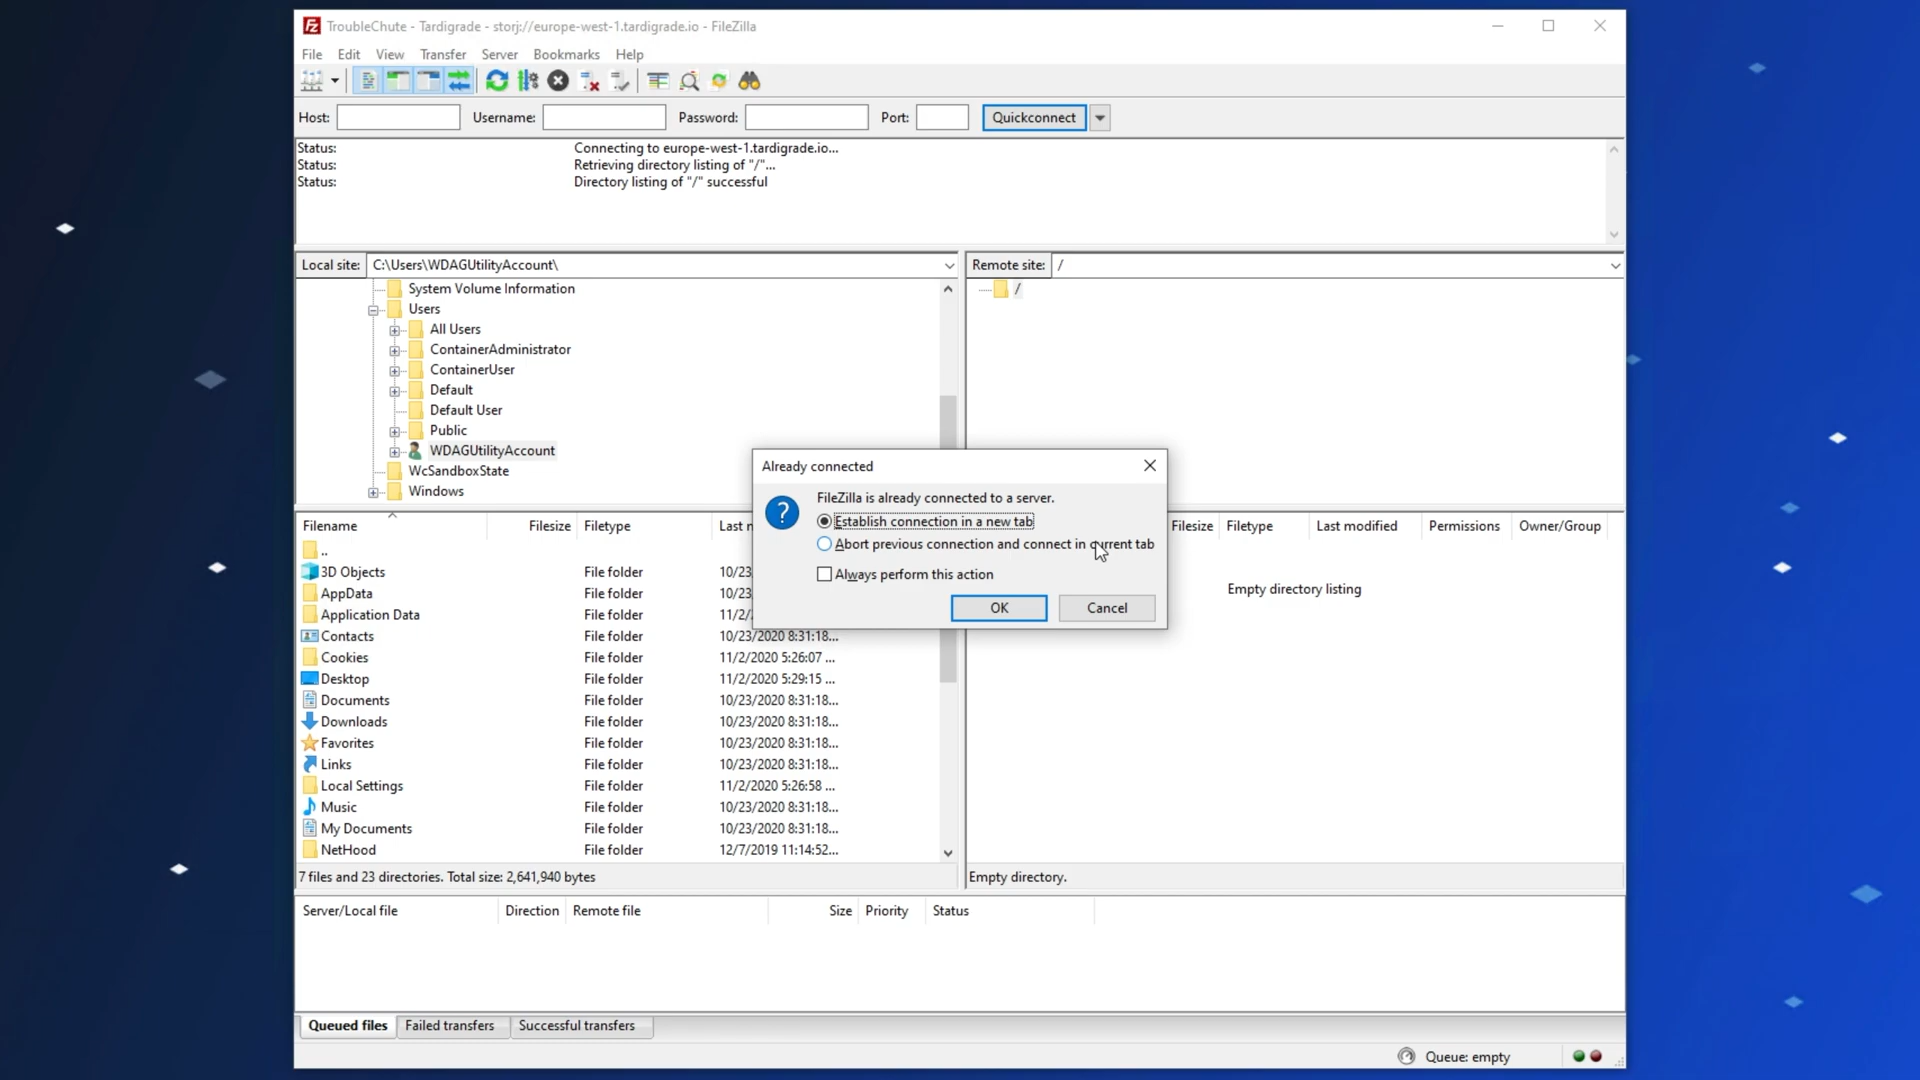 TroubleChute - Tardigrade - storj://europe-west-1.tardigrade.io - FileZilla
File Edit View Transfer Server Bookmarks Help
Host: Username: Password: Port: Quickconnect
Status: Connecting to europe-west-1.tardigrade.io...
Status: Retrieving directory listing of "/"...
Status: Directory listing of "/" successful
Local site: C:\Users\WDAGUtilityAccount\
System Volume Information
Users
All Users
ContainerAdministrator
ContainerUser
Default
Default User
Public
WDAGUtilityAccount
WcSandboxState
Windows
Remote site: /
/
Already connected
FileZilla is already connected to a server.
Establish connection in a new tab
Abort previous connection and connect in current tab
Always perform this action
OK Cancel
Filename Filesize Filetype
..
3D Objects File folder 10/23
AppData File folder 10/23
Application Data File folder 11/2/
Contacts File folder 10/23/2020 8:31:18...
Cookies File folder 11/2/2020 5:26:07 ...
Desktop File folder 11/2/2020 5:29:15 ...
Documents File folder 10/23/2020 8:31:18...
Downloads File folder 10/23/2020 8:31:18...
Favorites File folder 10/23/2020 8:31:18...
Links File folder 10/23/2020 8:31:18...
Local Settings File folder 11/2/2020 5:26:58 ...
Music File folder 10/23/2020 8:31:18...
My Documents File folder 10/23/2020 8:31:18...
NetHood File folder 12/7/2019 11:14:52...
7 files and 23 directories. Total size: 2,641,940 bytes
Filesize Filetype Last modified Permissions Owner/Group
Empty directory listing
Empty directory.
Server/Local file Direction Remote file Size Priority Status
Queued files Failed transfers Successful transfers
Queue: empty